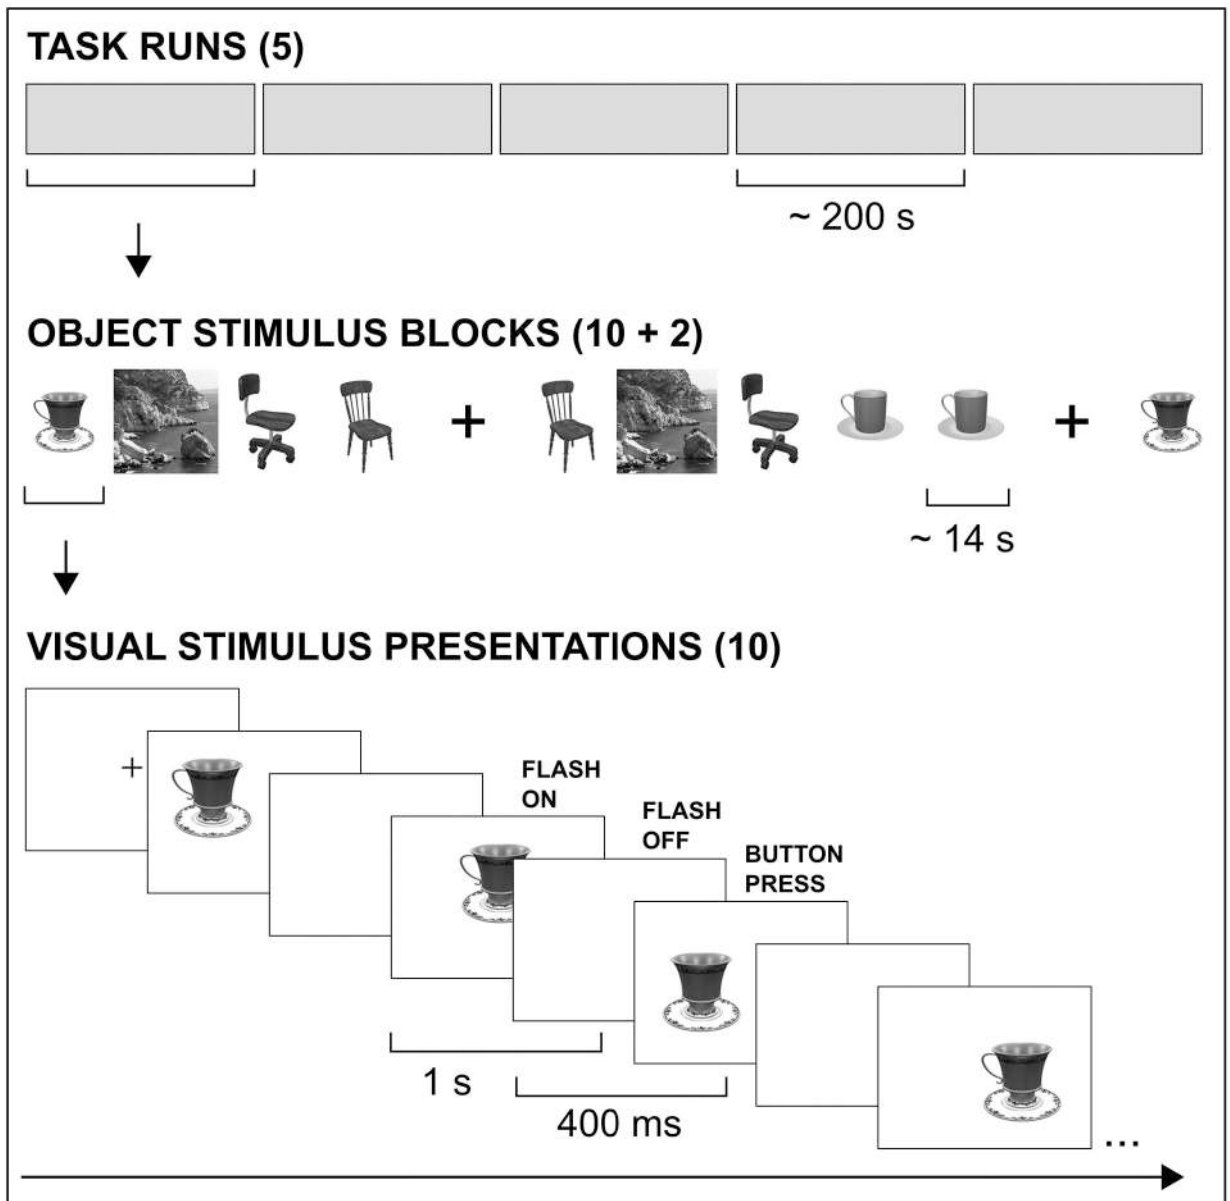 TASK RUNS (5)
~ 200 s
OBJECT STIMULUS BLOCKS (10 + 2)
+ +
~ 14 s
VISUAL STIMULUS PRESENTATIONS (10)
+
FLASH
ON
FLASH
OFF
BUTTON
PRESS
1 s
400 ms
...